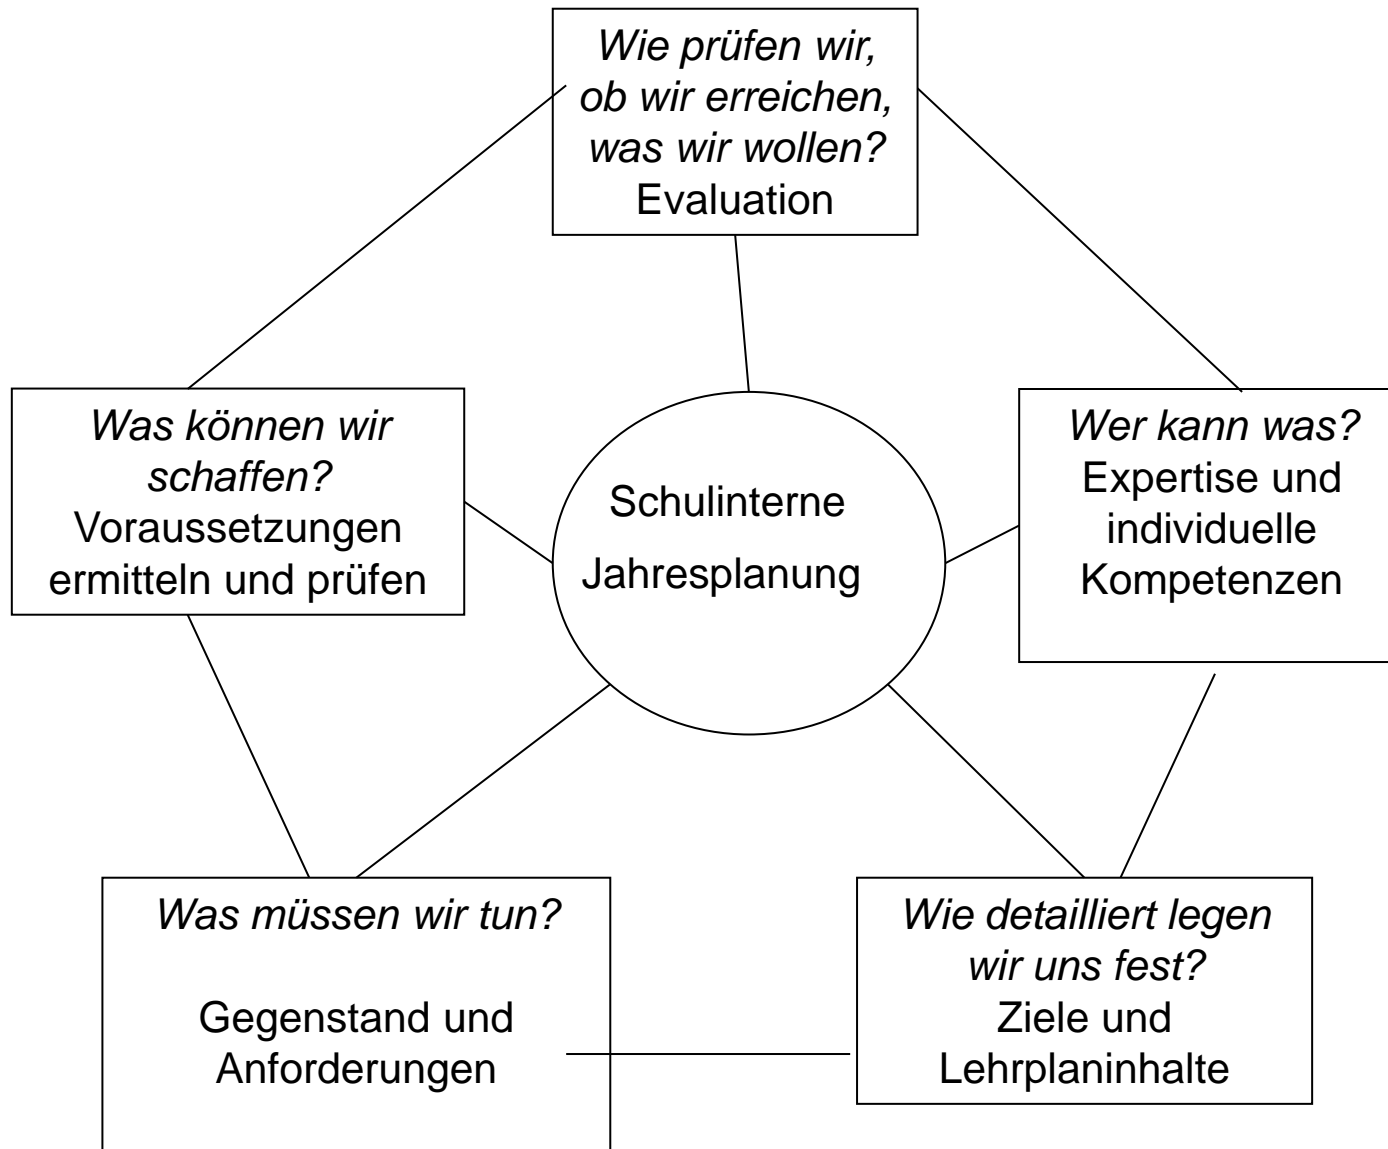 Wie prüfen wir,
ob wir erreichen,
was wir wollen?
Evaluation
Was können wir
schaffen?
Voraussetzungen
ermitteln und prüfen
Schulinterne
Jahresplanung
Wer kann was?
Expertise und
individuelle
Kompetenzen
Was müssen wir tun?
Gegenstand und
Anforderungen
Wie detailliert legen
wir uns fest?
Ziele und
Lehrplaninhalte